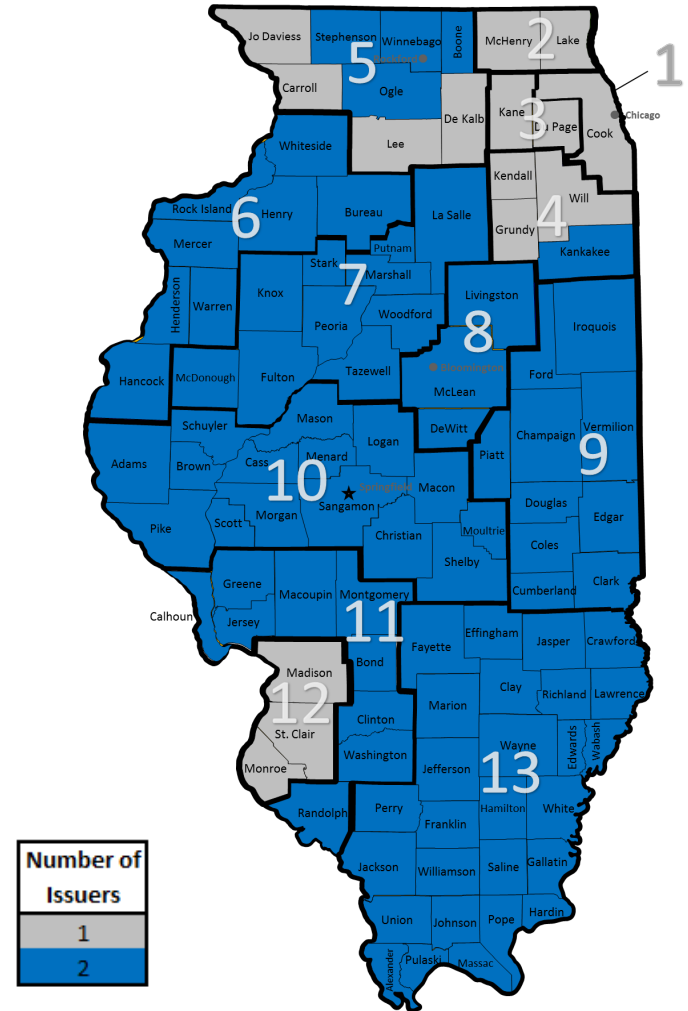 Jo Daviess
Stephenson
Winnebago
Boone
McHenry
Lake
2
1
5
Rockford
Carroll
Ogle
De Kalb
Kane
3
Du Page
Cook
Chicago
Lee
Whiteside
Kendall
Will
4
Grundy
Kankakee
Rock Island
6
Henry
Bureau
La Salle
Mercer
Putnam
Stark
7
Marshall
Henderson
Warren
Knox
Peoria
Woodford
Livingston
8
Iroquois
Hancock
McDonough
Fulton
Tazewell
Bloomington
McLean
Ford
Schuyler
Mason
Logan
DeWitt
Piatt
Champaign
Vermilion
9
Adams
Brown
Cass
Menard
10
Springfield
Sangamon
Macon
Douglas
Edgar
Pike
Scott
Morgan
Christian
Moultrie
Shelby
Coles
Cumberland
Clark
Calhoun
Greene
Jersey
Macoupin
Montgomery
11
Bond
Fayette
Effingham
Jasper
Crawford
Madison
12
St. Clair
Monroe
Clinton
Washington
Marion
Clay
Richland
Lawrence
Wayne
Edwards
Wabash
13
Jefferson
Randolph
Perry
Hamilton
White
Franklin
Jackson
Williamson
Saline
Gallatin
Union
Johnson
Pope
Hardin
Alexander
Pulaski
Massac
Number of
Issuers
1
2